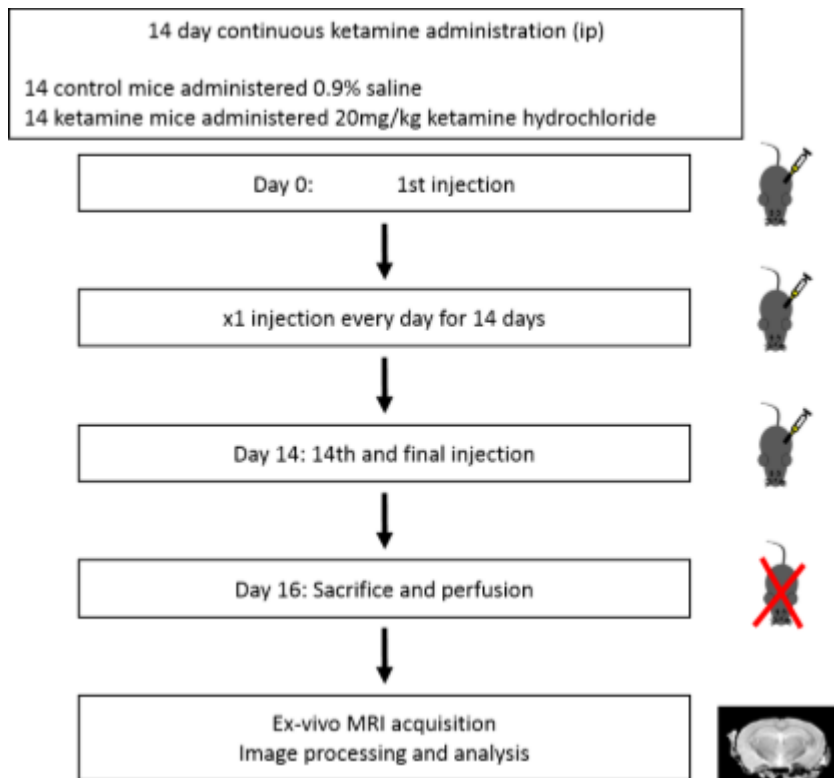 14 day continuous ketamine administration (ip)
14 control mice administered 0.9% saline
14 ketamine mice administered 20mg/kg ketamine hydrochloride
Day 0: 1st injection
x1 injection every day for 14 days
Day 14: 14th and final injection
Day 16: Sacrifice and perfusion
Ex-vivo MRI acquisition
Image processing and analysis